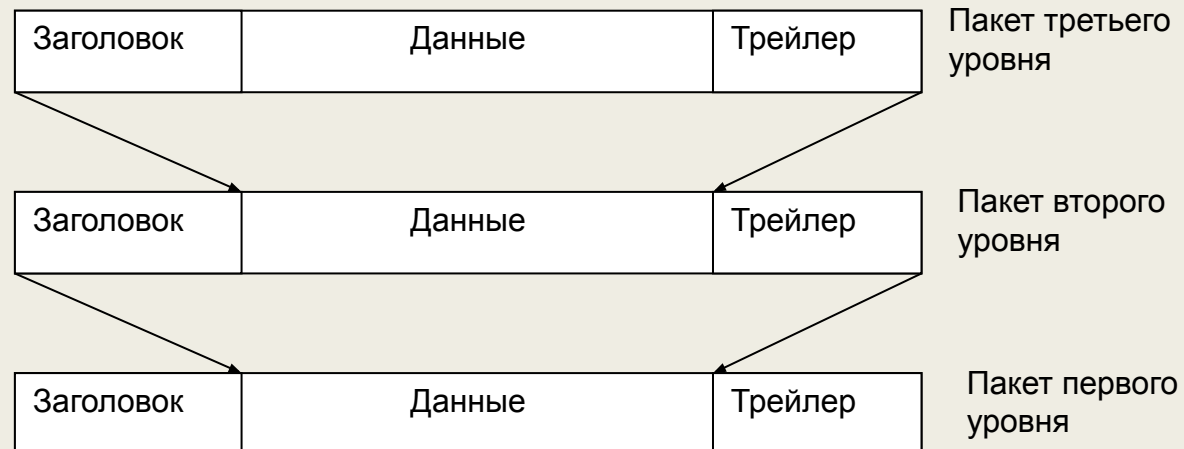 Заголовок Данные Трейлер
Пакет третьего
уровня
Заголовок Данные Трейлер
Пакет второго
уровня
Заголовок Данные Трейлер
Пакет первого
уровня